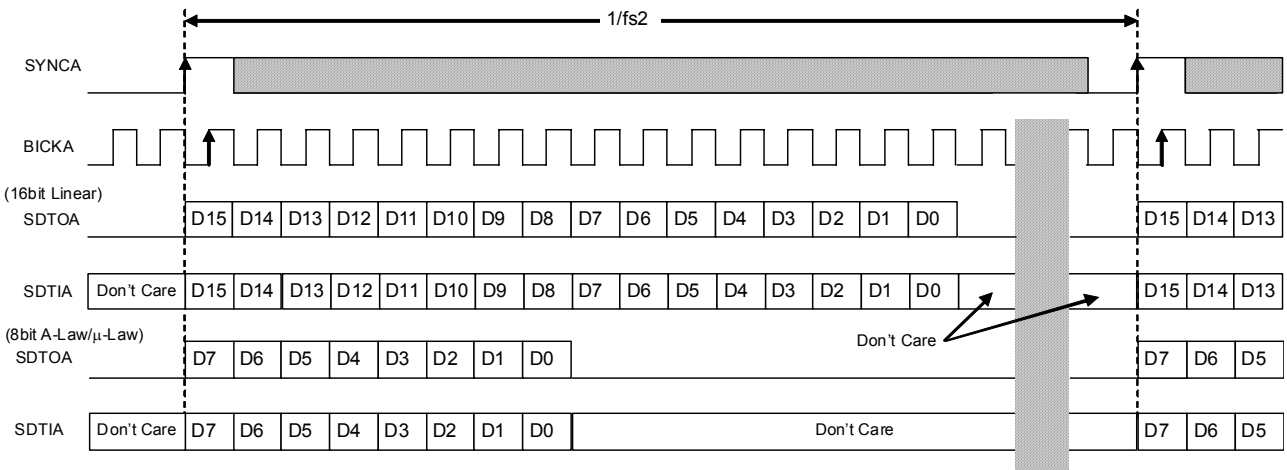 1/fs2
SYNCA
BICKA
(16bit Linear)
SDTOA D15 D14 D13 D12 D11 D10 D9 D8 D7 D6 D5 D4 D3 D2 D1 D0 D15 D14 D13
SDTIA Don't Care D15 D14 D13 D12 D11 D10 D9 D8 D7 D6 D5 D4 D3 D2 D1 D0 D15 D14 D13
Don't Care
(8bit A-Law/μ-Law)
SDTOA D7 D6 D5 D4 D3 D2 D1 D0 D7 D6 D5
SDTIA Don't Care D7 D6 D5 D4 D3 D2 D1 D0 Don't Care D7 D6 D5